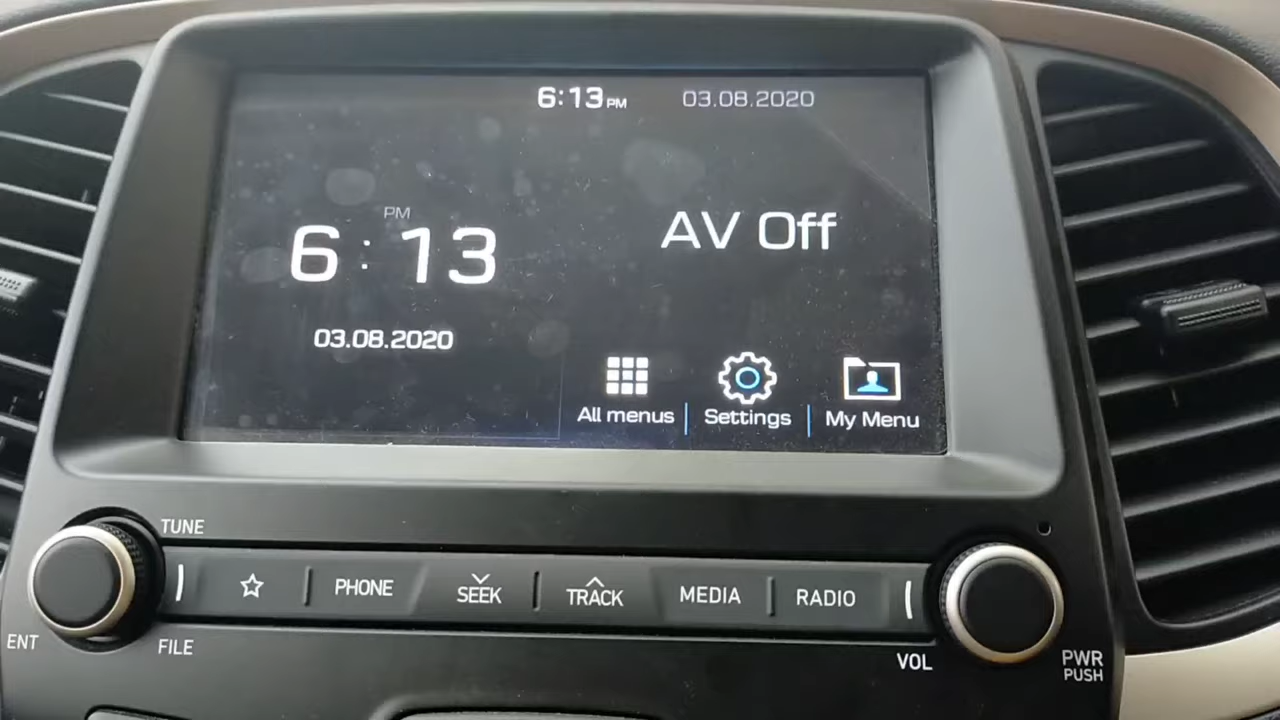 6:13 PM 03.08.2020
PM
6:13
AV Off
03.08.2020
All menus
Settings
My Menu
TUNE
PHONE
SEEK
TRACK
MEDIA
RADIO
ENT
FILE
VOL
PWR
PUSH